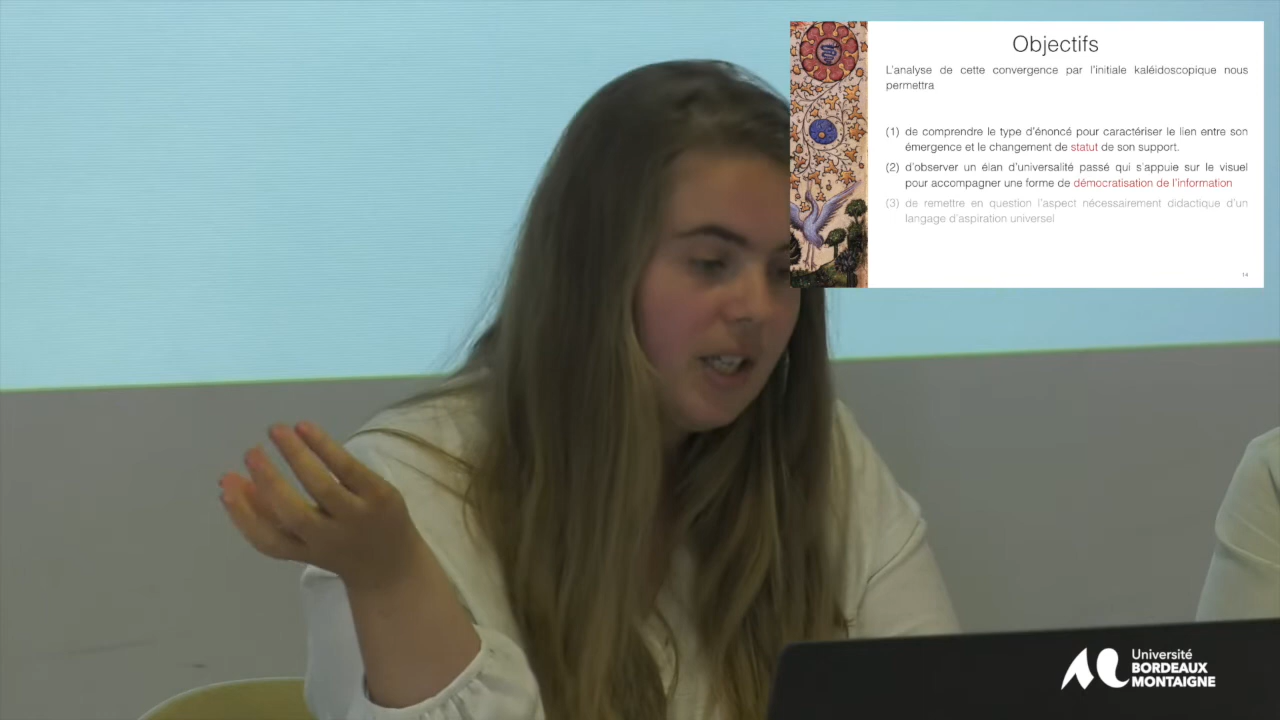 Objectifs
L'analyse de cette convergence par l'initiale kaléidoscopique nous
permettra
(1) de comprendre le type d'énoncé pour caractériser le lien entre son
émergence et le changement de statut de son support.
(2) d'observer un élan d'universalité passé qui s'appuie sur le visuel
pour accompagner une forme de démocratisation de l'information
(3) de remettre en question l'aspect nécessairement didactique d'un
langage d'aspiration universel
14
Université
BORDEAUX
MONTAIGNE